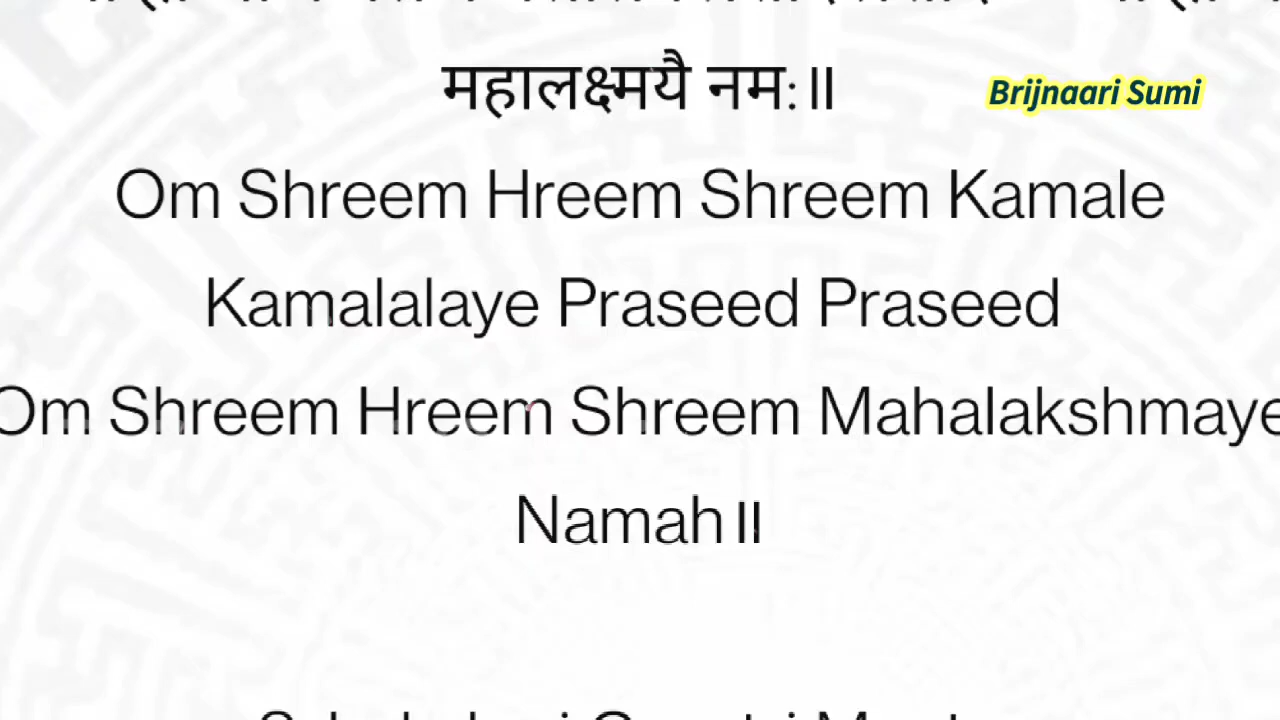 महालक्ष्मयै नम:॥
Brijnaari Sumi
Om Shreem Hreem Shreem Kamale
Kamalalaye Praseed Praseed
Om Shreem Hreem Shreem Mahalakshmaye
Namah॥